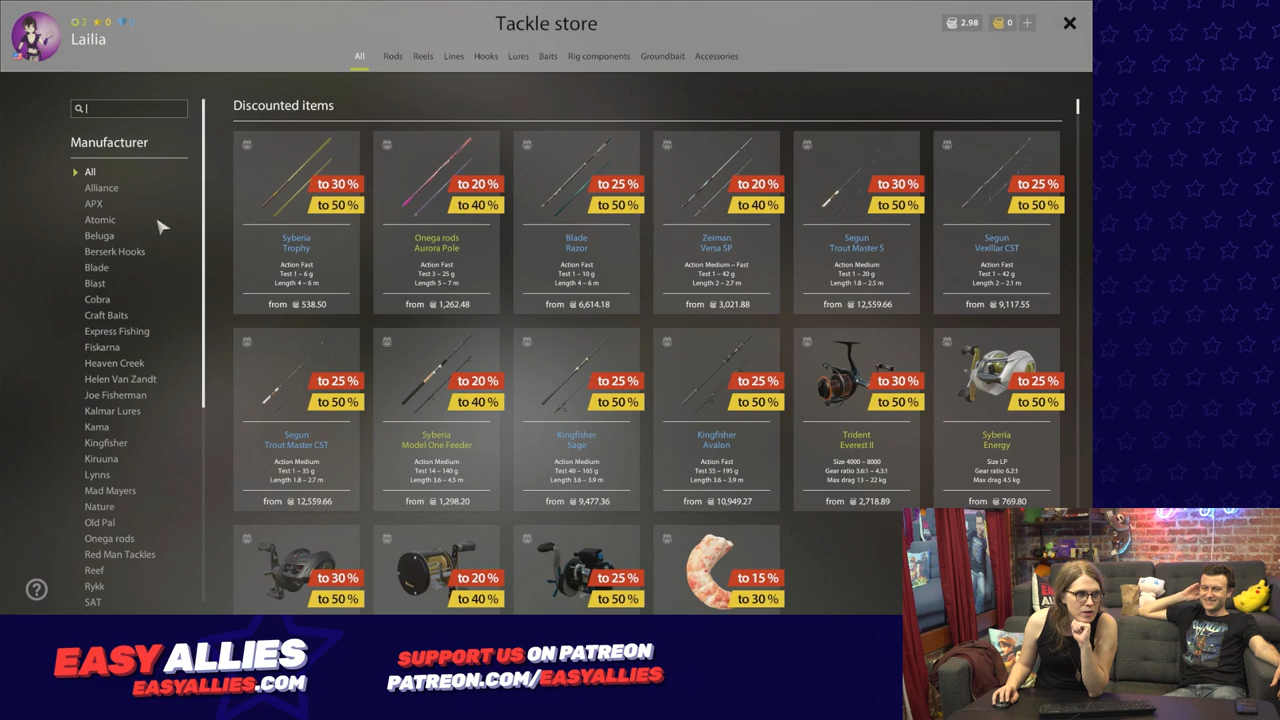 2 0 0
Lailia
Tackle store
2.98
0 +
All Rods Reels Lines Hooks Lures Baits Rig components Groundbait Accessories
Manufacturer
All
Alliance
APX
Atomic
Beluga
Berserk Hooks
Blade
Blast
Cobra
Craft Baits
Express Fishing
Fiskarna
Heaven Creek
Helen Van Zandt
Joe Fisherman
Kalmar Lures
Kama
Kingfisher
Kiruuna
Lynns
Mad Mayers
Nature
Old Pal
Onega rods
Red Man Tackles
Reef
Rykk
SAT
?
Discounted items
to 30 %
to 50 %
Syberia
Trophy
Action Fast
Test 1 – 6 g
Length 4 – 6 m
from 538.50
to 20 %
to 40 %
Onega rods
Aurora Pole
Action Fast
Test 3 – 25 g
Length 5 – 7 m
from 1,262.48
to 25 %
to 50 %
Blade
Razor
Action Fast
Test 1 – 10 g
Length 4 – 6 m
from 6,614.18
to 20 %
to 40 %
Zeiman
Versa SP
Action Medium – Fast
Test 1 – 42 g
Length 2 – 2.7 m
from 3,021.88
to 30 %
to 50 %
Segun
Trout Master S
Action Medium
Test 1 – 20 g
Length 1.8 – 2.5 m
from 12,559.66
to 25 %
to 50 %
Segun
Vexillar CST
Action Fast
Test 1 – 42 g
Length 2 – 2.1 m
from 9,117.55
to 25 %
to 50 %
Segun
Trout Master CST
Action Medium
Test 1 – 35 g
Length 1.8 – 2.7 m
from 12,559.66
to 20 %
to 40 %
Syberia
Model One Feeder
Action Medium
Test 14 – 140 g
Length 3.6 – 4.5 m
from 1,298.20
to 25 %
to 50 %
Kingfisher
Sage
Action Medium
Test 40 – 165 g
Length 3.6 – 3.9 m
from 9,477.36
to 25 %
to 50 %
Kingfisher
Avalon
Action Fast
Test 55 – 195 g
Length 3.6 – 3.9 m
from 10,949.27
to 30 %
to 50 %
Trident
Everest II
Size 4000 – 8000
Gear ratio 3.6:1 – 4.3:1
Max drag 13 – 22 kg
from 2,718.89
to 25 %
to 50 %
Syberia
Energy
Size LP
Gear ratio 6.2:1
Max drag 4.5 kg
from 769.80
to 30 %
to 50 %
to 20 %
to 40 %
to 25 %
to 50 %
to 15 %
to 30 %
EASY ALLIES
EASYALLIES.COM
SUPPORT US ON PATREON
PATREON.COM/EASYALLIES